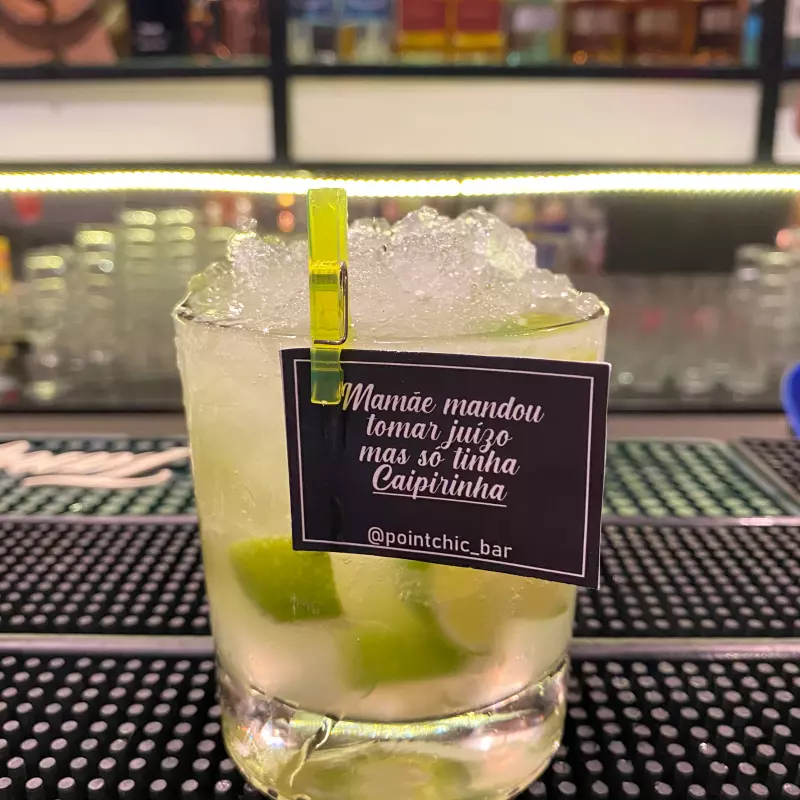 Mamãe mandou
tomar juízo
mas só tinha
Caipirinha
@pointchic_bar